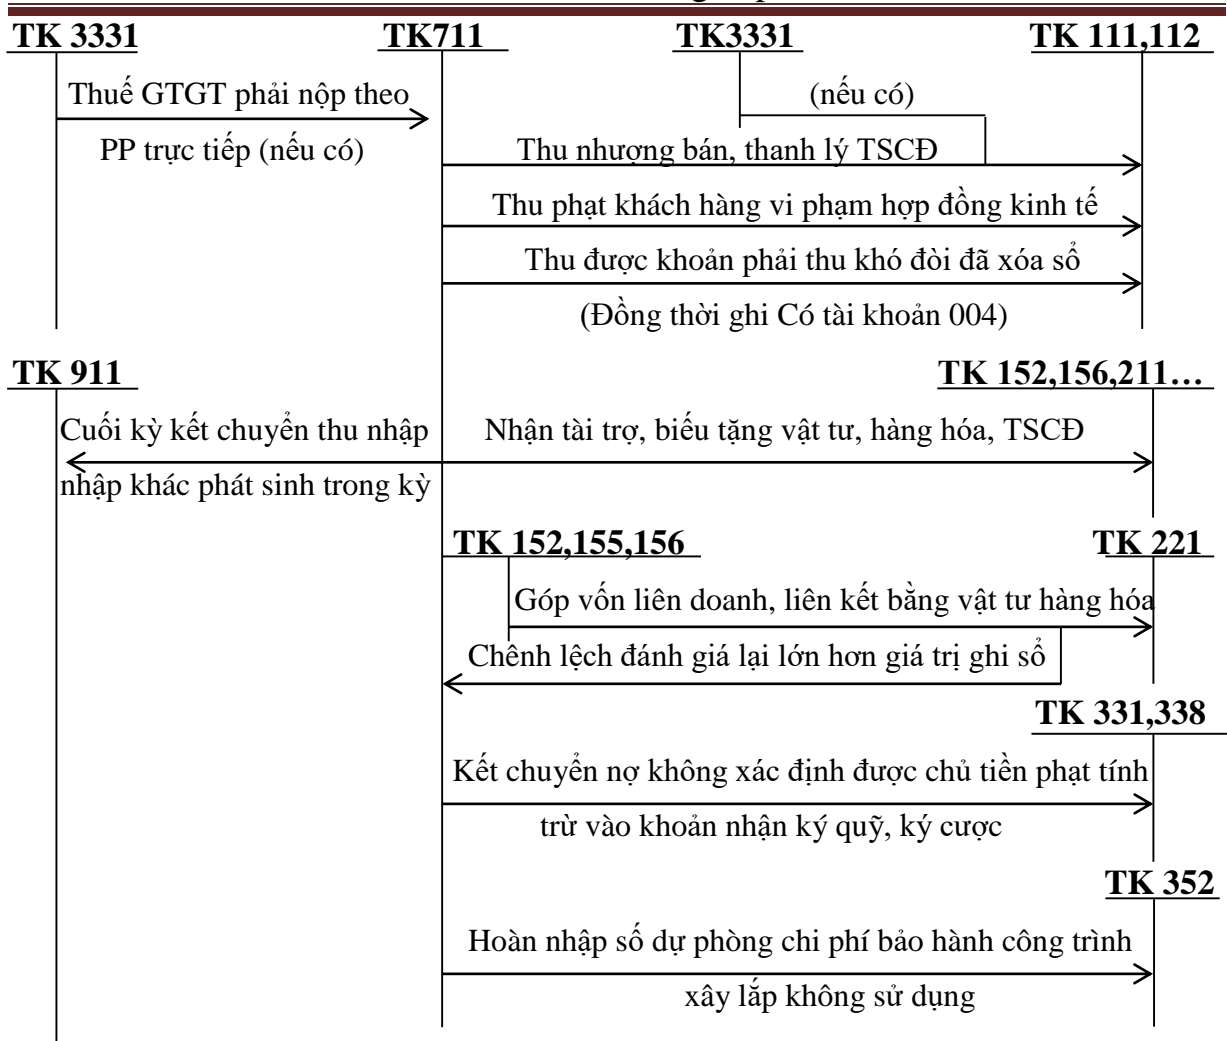 TK 3331 TK711 TK3331 TK 111,112
Thuế GTGT phải nộp theo (nếu có)
PP trực tiếp (nếu có) Thu nhượng bán, thanh lý TSCĐ
Thu phạt khách hàng vi phạm hợp đồng kinh tế
Thu được khoản phải thu khó đòi đã xóa sổ
(Đồng thời ghi Có tài khoản 004)
TK 911 TK 152,156,211…
Cuối kỳ kết chuyển thu nhập Nhận tài trợ, biếu tặng vật tư, hàng hóa, TSCĐ
nhập khác phát sinh trong kỳ
TK 152,155,156 TK 221
Góp vốn liên doanh, liên kết bằng vật tư hàng hóa
Chênh lệch đánh giá lại lớn hơn giá trị ghi sổ
TK 331,338
Kết chuyển nợ không xác định được chủ tiền phạt tính
trừ vào khoản nhận ký quỹ, ký cược
TK 352
Hoàn nhập số dự phòng chi phí bảo hành công trình
xây lắp không sử dụng